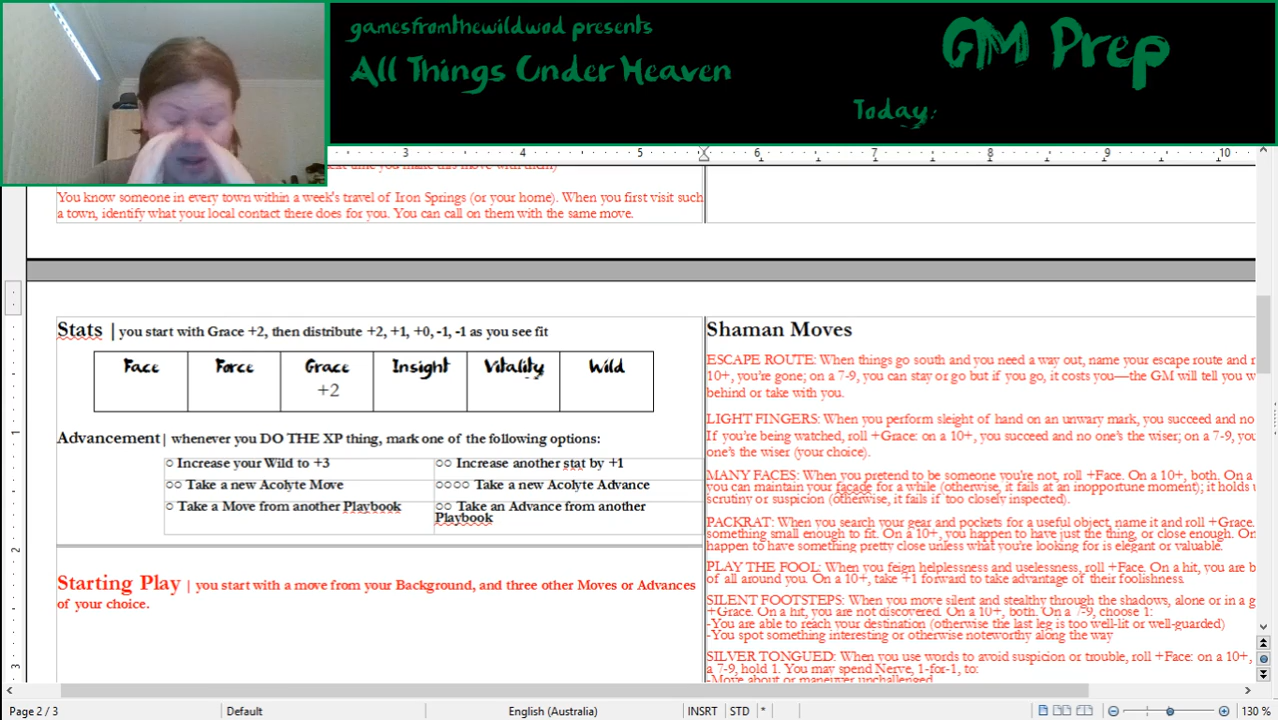 gamesfromthewildwod presents
All Things Under Heaven
GM Prep
Today:
3 4 5 6 7 8 9 10
time you make this move with them)
You know someone in every town within a week's travel of Iron Springs (or your home). When you first visit such
a town, identify what your local contact there does for you. You can call on them with the same move.
Stats | you start with Grace +2, then distribute +2, +1, +0, -1, -1 as you see fit
Face Force Grace Insight Vitality Wild
+2
Advancement | whenever you DO THE XP thing, mark one of the following options:
○ Increase your Wild to +3 ○○ Increase another stat by +1
○○ Take a new Acolyte Move ○○○○ Take a new Acolyte Advance
○ Take a Move from another Playbook ○○ Take an Advance from another
Playbook
Starting Play | you start with a move from your Background, and three other Moves or Advances
of your choice.
Shaman Moves
ESCAPE ROUTE: When things go south and you need a way out, name your escape route and r
10+, you're gone; on a 7-9, you can stay or go but if you go, it costs you—the GM will tell you w
behind or take with you.
LIGHT FINGERS: When you perform sleight of hand on an unwary mark, you succeed and no
If you're being watched, roll +Grace: on a 10+, you succeed and no one's the wiser; on a 7-9, you
one's the wiser (your choice).
MANY FACES: When you pretend to be someone you're not, roll +Face. On a 10+, both. On a
you can maintain your façade for a while (otherwise, it fails at an inopportune moment); it holds u
scrutiny or suspicion (otherwise, it fails if too closely inspected).
PACKRAT: When you search your gear and pockets for a useful object, name it and roll +Grace.
something small enough to fit. On a 10+, you happen to have just the thing, or close enough. On
happen to have something pretty close unless what you're looking for is elegant or valuable.
PLAY THE FOOL: When you feign helplessness and uselessness, roll +Face. On a hit, you are b
of all around you. On a 10+, take +1 forward to take advantage of their foolishness.
SILENT FOOTSTEPS: When you move silent and stealthy through the shadows, alone or in a g
+Grace. On a hit, you are not discovered. On a 10+, both. On a 7-9, choose 1:
-You are able to reach your destination (otherwise the last leg is too well-lit or well-guarded)
-You spot something interesting or otherwise noteworthy along the way
SILVER TONGUED: When you use words to avoid suspicion or trouble, roll +Face: on a 10+,
a 7-9, hold 1. You may spend Nerve, 1-for-1, to:
-Move about or maneuver unchallenged
1
2
3
Page 2 / 3 Default English (Australia) INSRT STD * 130 %